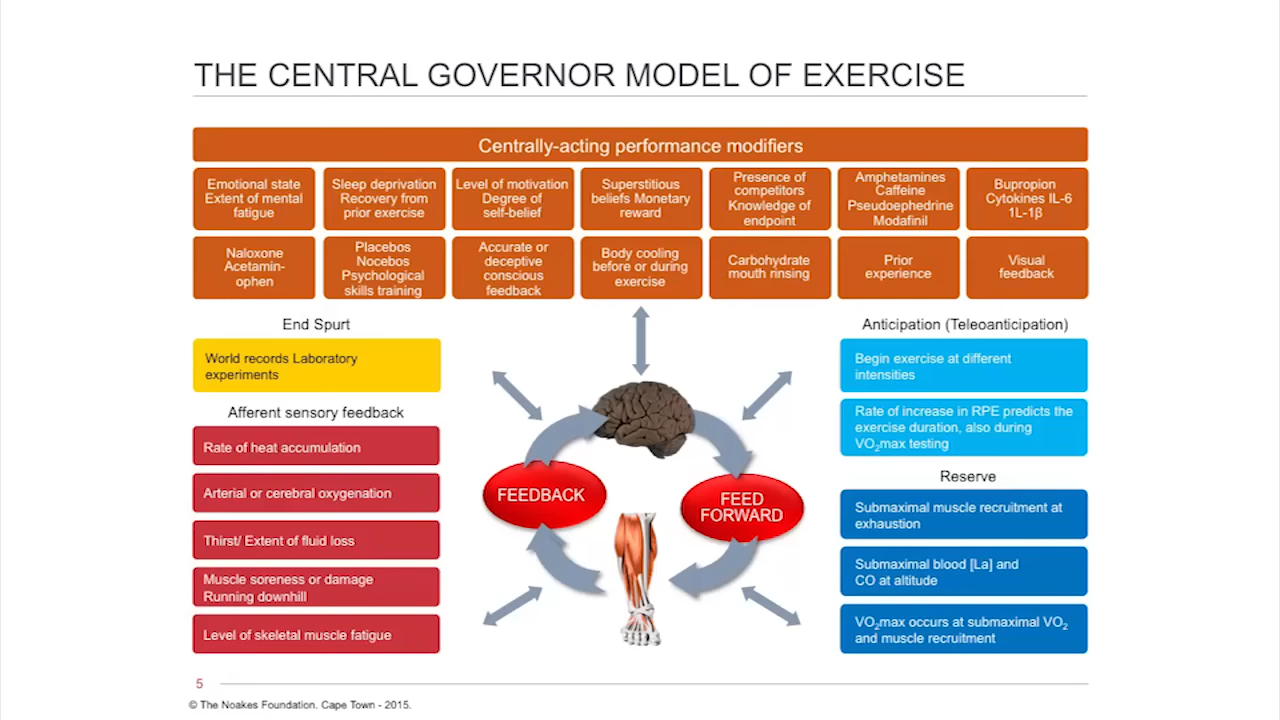 THE CENTRAL GOVERNOR MODEL OF EXERCISE
Centrally-acting performance modifiers
Emotional state
Extent of mental
fatigue
Sleep deprivation
Recovery from
prior exercise
Level of motivation
Degree of
self-belief
Superstitious
beliefs Monetary
reward
Presence of
competitors
Knowledge of
endpoint
Amphetamines
Caffeine
Pseudoephedrine
Modafinil
Bupropion
Cytokines IL-6
1L-1β
Naloxone
Acetamin-
ophen
Placebos
Nocebos
Psychological
skills training
Accurate or
deceptive
conscious
feedback
Body cooling
before or during
exercise
Carbohydrate
mouth rinsing
Prior
experience
Visual
feedback
End Spurt
World records Laboratory
experiments
Afferent sensory feedback
Rate of heat accumulation
Arterial or cerebral oxygenation
Thirst/ Extent of fluid loss
Muscle soreness or damage
Running downhill
Level of skeletal muscle fatigue
FEEDBACK
FEED
FORWARD
Anticipation (Teleoanticipation)
Begin exercise at different
intensities
Rate of increase in RPE predicts the
exercise duration, also during
VO₂max testing
Reserve
Submaximal muscle recruitment at
exhaustion
Submaximal blood [La] and
CO at altitude
VO₂max occurs at submaximal VO₂
and muscle recruitment
5
© The Noakes Foundation. Cape Town - 2015.